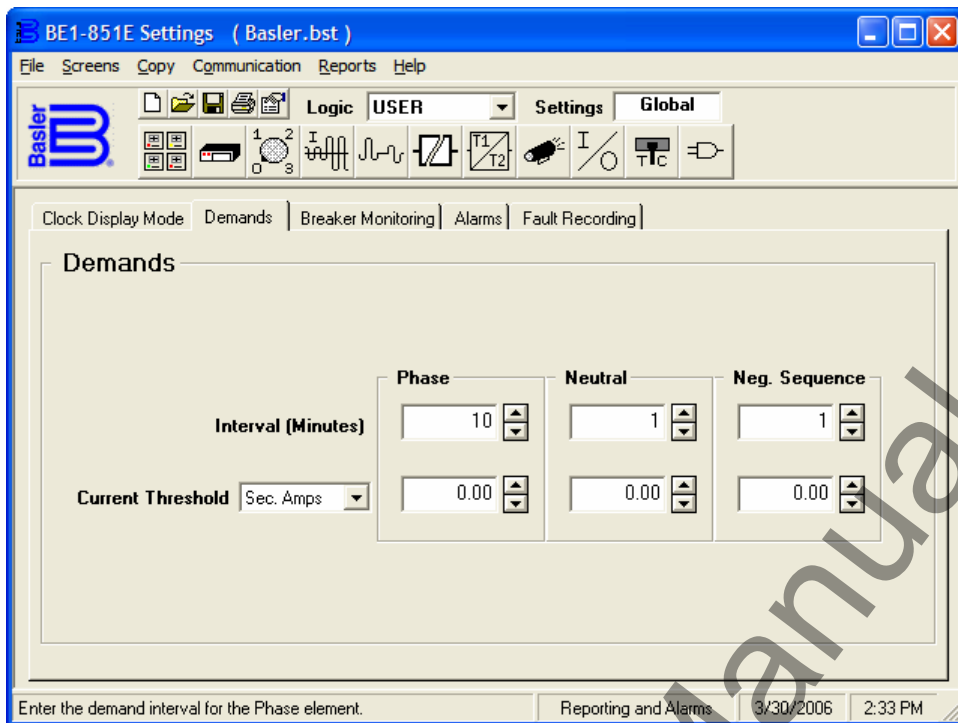 BE1-851E Settings ( Basler.bst )
File Screens Copy Communication Reports Help
Basler
Logic USER Settings Global
1 2 0 3 I T1 T2 I O T C
Clock Display Mode Demands Breaker Monitoring Alarms Fault Recording
Demands
Phase Neutral Neg. Sequence
Interval (Minutes) 10 1 1
Current Threshold Sec. Amps 0.00 0.00 0.00
Enter the demand interval for the Phase element. Reporting and Alarms 3/30/2006 2:33 PM
Manual